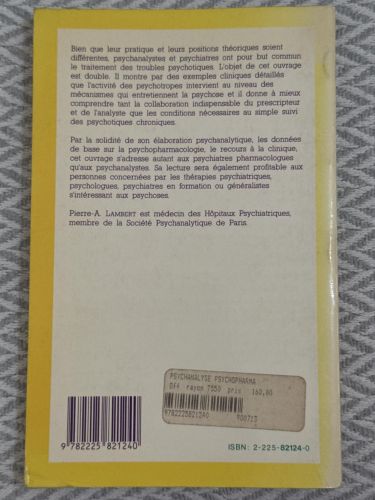 Bien que leur pratique et leurs positions théoriques soient
différentes, psychanalystes et psychiatres ont pour but commun
le traitement des troubles psychotiques. L'objet de cet ouvrage
est double. Il montre par des exemples cliniques détaillés
que l'activité des psychotropes intervient au niveau des
mécanismes qui entretiennent la psychose et il donne à mieux
comprendre tant la collaboration indispensable du prescripteur
et de l'analyste que les conditions nécessaires au simple suivi
des psychotiques chroniques.
Par la solidité de son élaboration psychanalytique, les données
de base sur la psychopharmacologie, le recours à la clinique,
cet ouvrage s'adresse autant aux psychiatres pharmacologues
qu'aux psychanalystes. Sa lecture sera également profitable aux
personnes concernées par les thérapies psychiatriques,
psychologues, psychiatres en formation ou généralistes
s'intéressant aux psychoses.
Pierre-A. LAMBERT est médecin des Hôpitaux Psychiatriques,
membre de la Société Psychanalytique de Paris.
PSYCHANALYSE PSYCHOPHARMA
rayon 7550 prix 160,00
9782225821240
9 782225 821240
ISBN : 2-225-82124-0